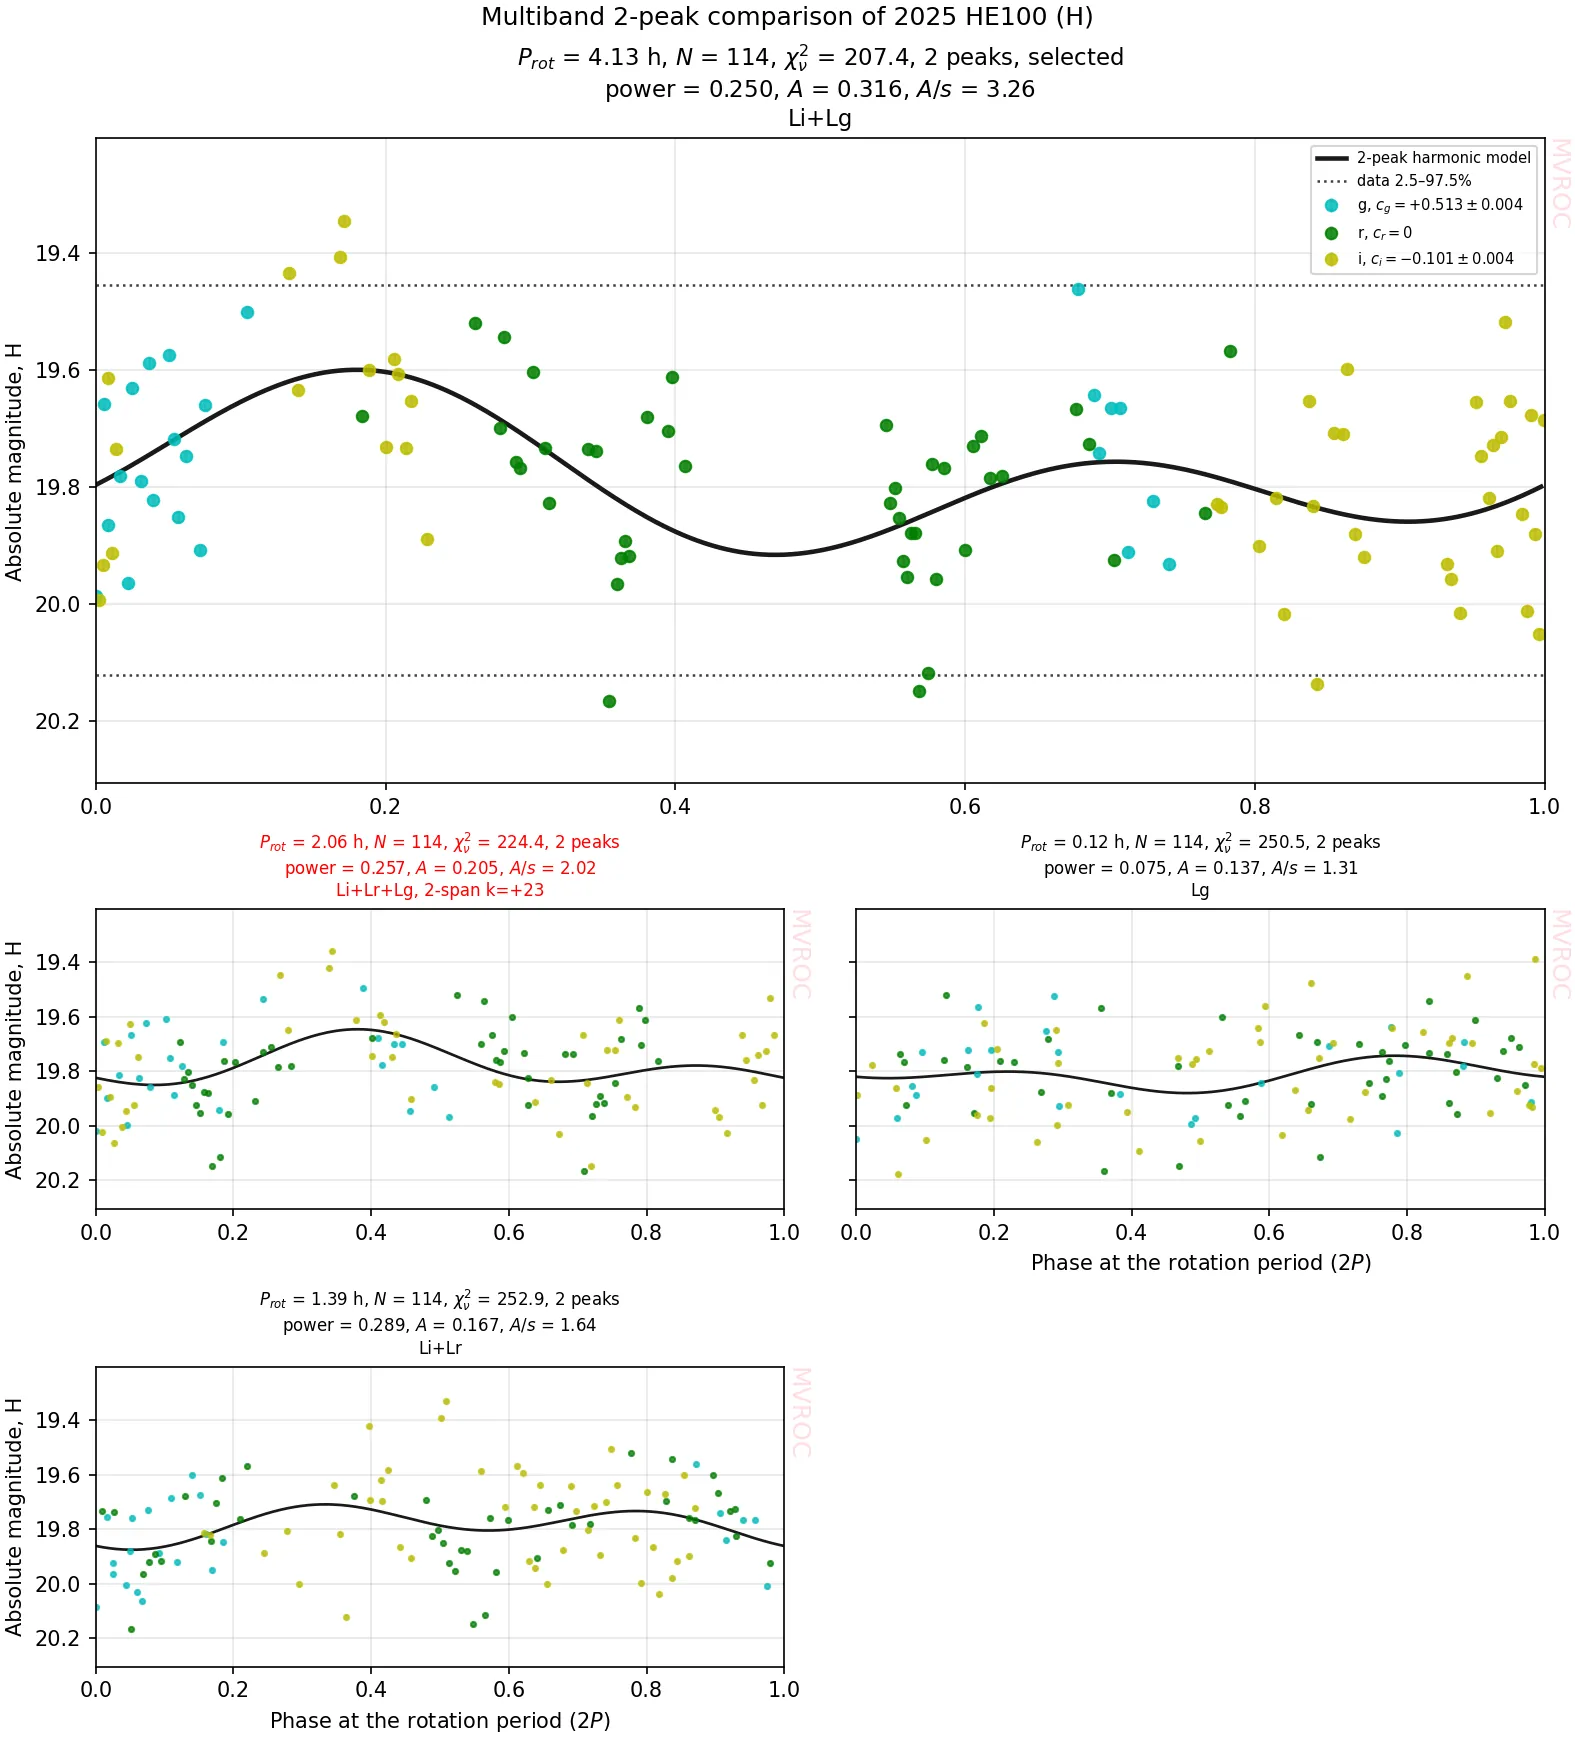 Multiband 2-peak comparison of 2025 HE100 (H)
P_rot = 4.13 h, N = 114, χ²_ν = 207.4, 2 peaks, selected
power = 0.250, A = 0.316, A/s = 3.26
Li+Lg
2-peak harmonic model
data 2.5–97.5%
g, c_g = +0.513 ± 0.004
r, c_r = 0
i, c_i = −0.101 ± 0.004
MVROC
Absolute magnitude, H
19.4
19.6
19.8
20.0
20.2
0.0 0.2 0.4 0.6 0.8 1.0
P_rot = 2.06 h, N = 114, χ²_ν = 224.4, 2 peaks
power = 0.257, A = 0.205, A/s = 2.02
Li+Lr+Lg, 2-span k=+23
MVROC
Absolute magnitude, H
19.4
19.6
19.8
20.0
20.2
0.0 0.2 0.4 0.6 0.8 1.0
P_rot = 0.12 h, N = 114, χ²_ν = 250.5, 2 peaks
power = 0.075, A = 0.137, A/s = 1.31
Lg
MVROC
0.0 0.2 0.4 0.6 0.8 1.0
Phase at the rotation period (2P)
P_rot = 1.39 h, N = 114, χ²_ν = 252.9, 2 peaks
power = 0.289, A = 0.167, A/s = 1.64
Li+Lr
MVROC
Absolute magnitude, H
19.4
19.6
19.8
20.0
20.2
0.0 0.2 0.4 0.6 0.8 1.0
Phase at the rotation period (2P)